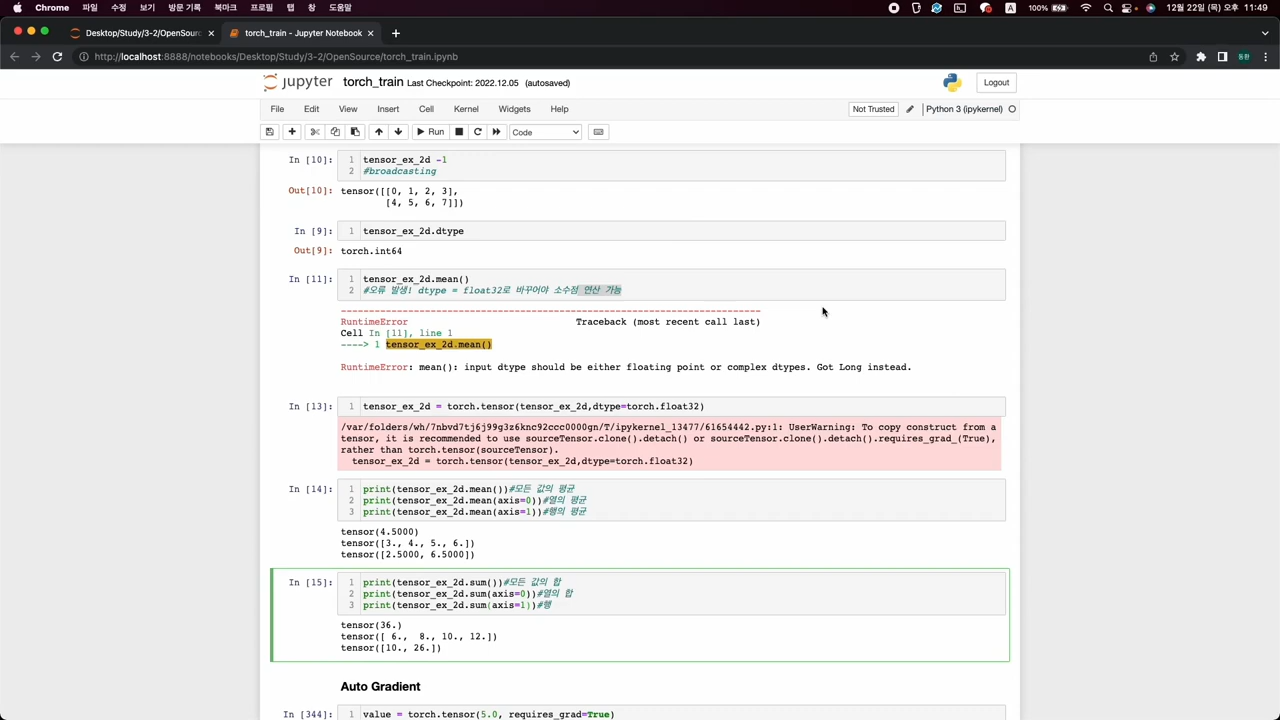 Chrome 파일 수정 보기 방문 기록 북마크 프로필 탭 창 도움말 A 100% 12월 22일 (목) 오후 11:49
Desktop/Study/3-2/OpenSourc × torch_train - Jupyter Notebook × +
http://localhost:8888/notebooks/Desktop/Study/3-2/OpenSource/torch_train.ipynb
jupyter torch_train Last Checkpoint: 2022.12.05 (autosaved) Logout
File Edit View Insert Cell Kernel Widgets Help Not Trusted Python 3 (ipykernel)
Run Code
In [10]: 1 tensor_ex_2d -1
2 #broadcasting
Out[10]: tensor([[0, 1, 2, 3],
[4, 5, 6, 7]])
In [9]: 1 tensor_ex_2d.dtype
Out[9]: torch.int64
In [11]: 1 tensor_ex_2d.mean()
2 #오류 발생! dtype = float32로 바꾸어야 소수점 연산 가능
---------------------------------------------------------------------------
RuntimeError Traceback (most recent call last)
Cell In [11], line 1
----> 1 tensor_ex_2d.mean()
RuntimeError: mean(): input dtype should be either floating point or complex dtypes. Got Long instead.
In [13]: 1 tensor_ex_2d = torch.tensor(tensor_ex_2d,dtype=torch.float32)
/var/folders/wh/7nbvd7tj6j99g3z6knc92ccc0000gn/T/ipykernel_13477/61654442.py:1: UserWarning: To copy construct from a
tensor, it is recommended to use sourceTensor.clone().detach() or sourceTensor.clone().detach().requires_grad_(True),
rather than torch.tensor(sourceTensor).
tensor_ex_2d = torch.tensor(tensor_ex_2d,dtype=torch.float32)
In [14]: 1 print(tensor_ex_2d.mean())#모든 값의 평균
2 print(tensor_ex_2d.mean(axis=0))#열의 평균
3 print(tensor_ex_2d.mean(axis=1))#행의 평균
tensor(4.5000)
tensor([3., 4., 5., 6.])
tensor([2.5000, 6.5000])
In [15]: 1 print(tensor_ex_2d.sum())#모든 값의 합
2 print(tensor_ex_2d.sum(axis=0))#열의 합
3 print(tensor_ex_2d.sum(axis=1))#행
tensor(36.)
tensor([ 6., 8., 10., 12.])
tensor([10., 26.])
Auto Gradient
In [344]: 1 value = torch.tensor(5.0, requires_grad=True)